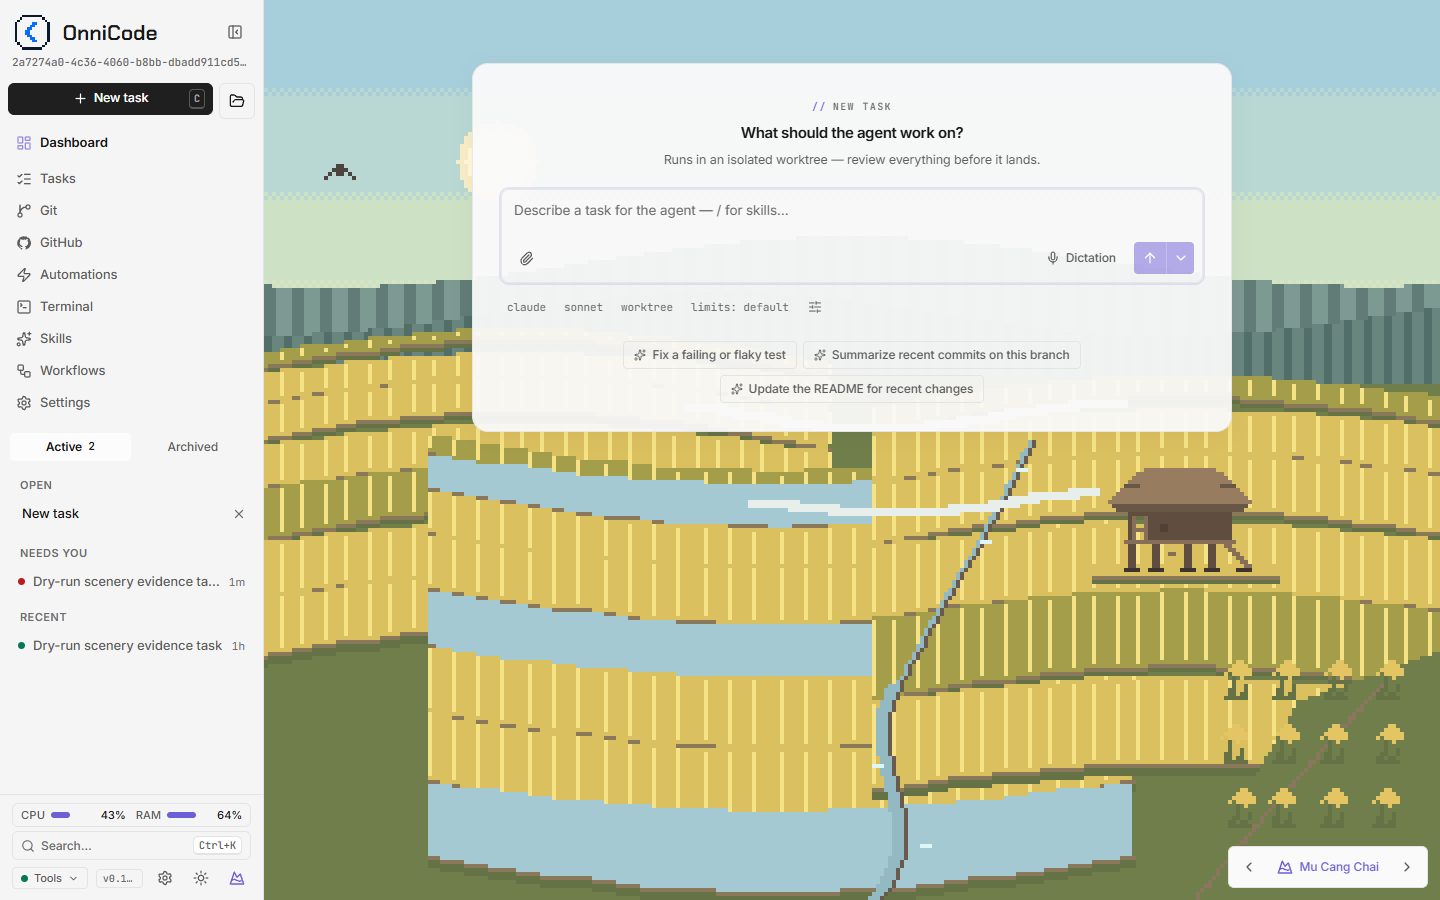 OnniCode
2a7274a0-4c36-4060-b8bb-dbadd911cd5…
New task
C
Dashboard
Tasks
Git
GitHub
Automations
Terminal
Skills
Workflows
Settings
Active 2
Archived
OPEN
New task
NEEDS YOU
Dry-run scenery evidence ta… 1m
RECENT
Dry-run scenery evidence task 1h
CPU 43% RAM 64%
Search… Ctrl+K
Tools
v0.1…
// NEW TASK
What should the agent work on?
Runs in an isolated worktree — review everything before it lands.
Describe a task for the agent — / for skills…
Dictation
claude sonnet worktree limits: default
Fix a failing or flaky test
Summarize recent commits on this branch
Update the README for recent changes
Mu Cang Chai